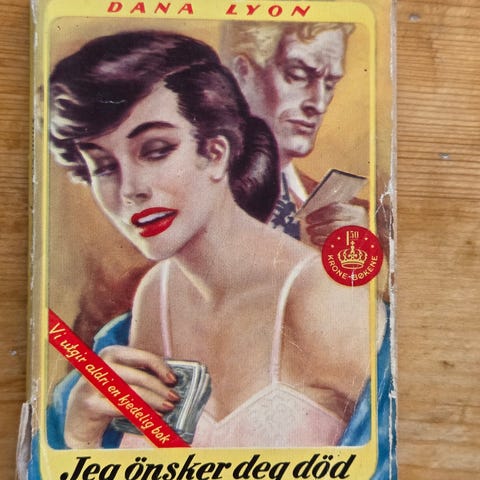 DANA LYON
1 50
KRONE-BØKENE
Vi utgir aldri en kjedelig bok
Jeg önsker deg död